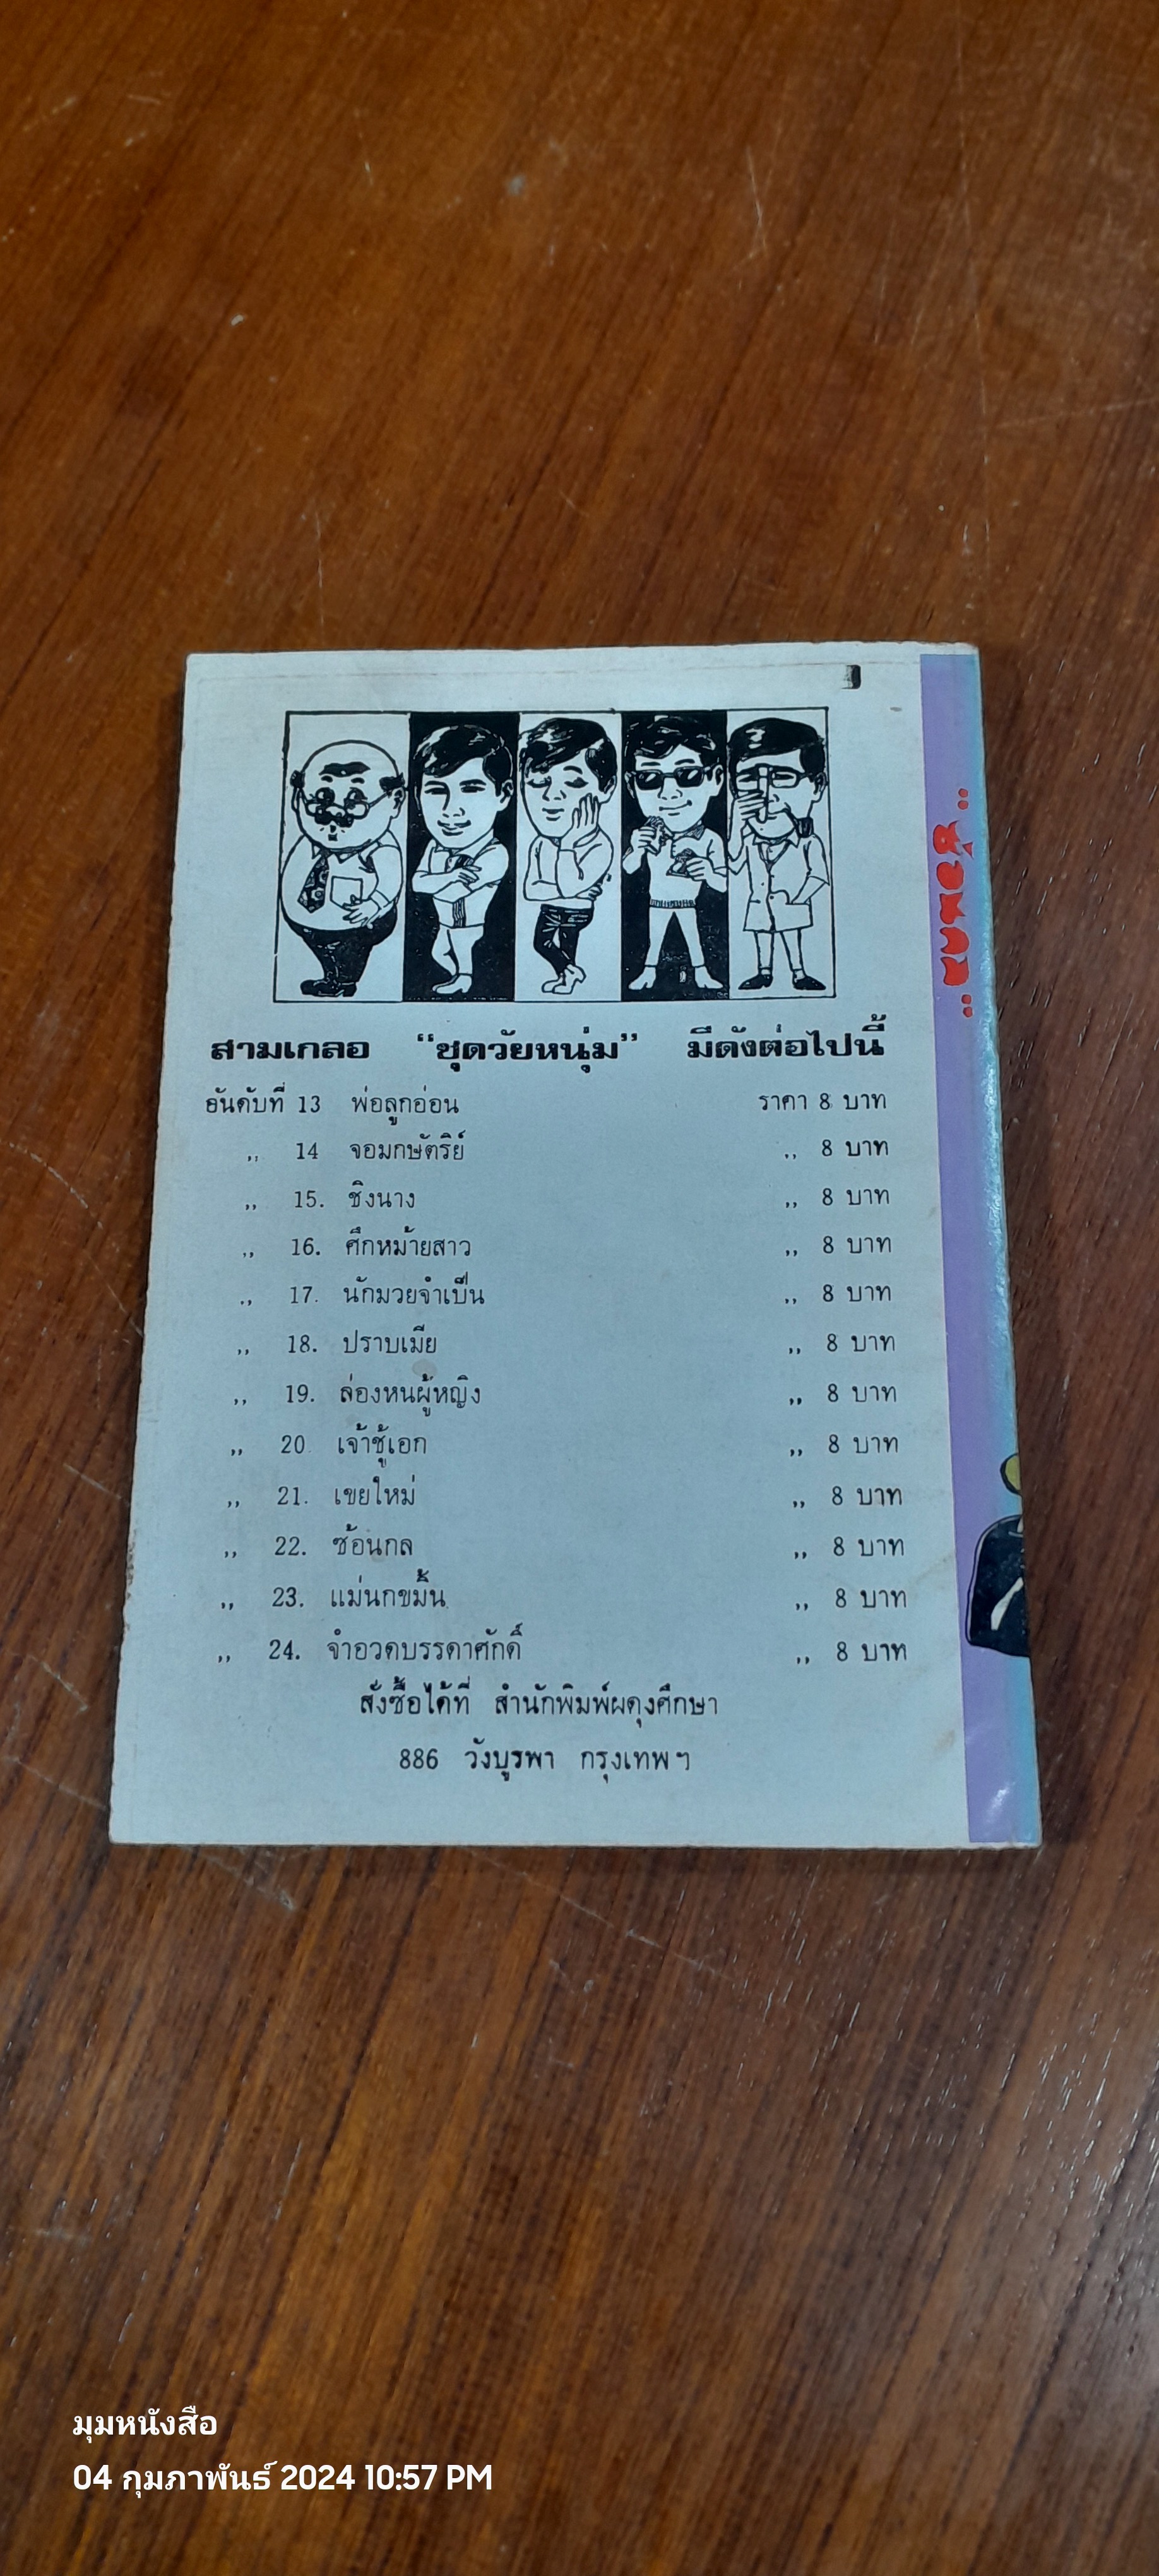 สามเกลอ “ชุดวัยหนุ่ม” มีดังต่อไปนี้
อันดับที่ 13 พ่อลูกอ่อน ราคา 8 บาท
,, 14 จอมกษัตริย์ ,, 8 บาท
,, 15. ชิงนาง ,, 8 บาท
,, 16. ศึกหม้ายสาว ,, 8 บาท
,, 17. นักมวยจำเป็น ,, 8 บาท
,, 18. ปราบเมีย ,, 8 บาท
,, 19. ล่องหนผู้หญิง ,, 8 บาท
,, 20. เจ้าชู้เอก ,, 8 บาท
,, 21. เขยใหม่ ,, 8 บาท
,, 22. ซ้อนกล ,, 8 บาท
,, 23. แม่นกขมิ้น ,, 8 บาท
,, 24. จำอวดบรรดาศักดิ์ ,, 8 บาท
สั่งซื้อได้ที่ สำนักพิมพ์ผดุงศึกษา
886 วังบูรพา กรุงเทพฯ
..ซ้อนกล..
มุมหนังสือ
04 กุมภาพันธ์ 2024 10:57 PM